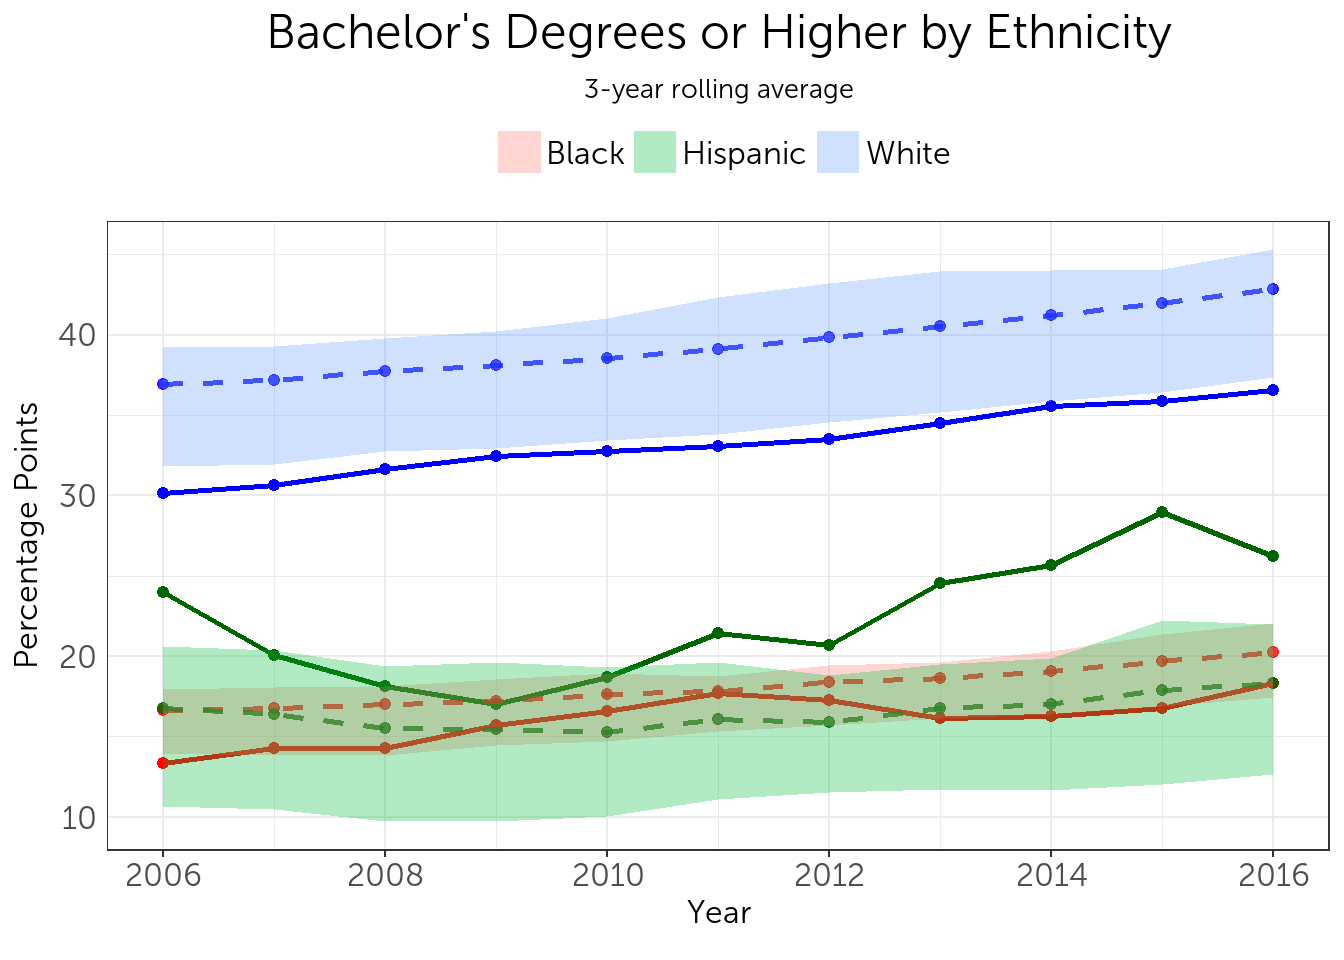 Bachelor's Degrees or Higher by Ethnicity
3-year rolling average
Black Hispanic White
Percentage Points
40
30
20
10
2006 2008 2010 2012 2014 2016
Year